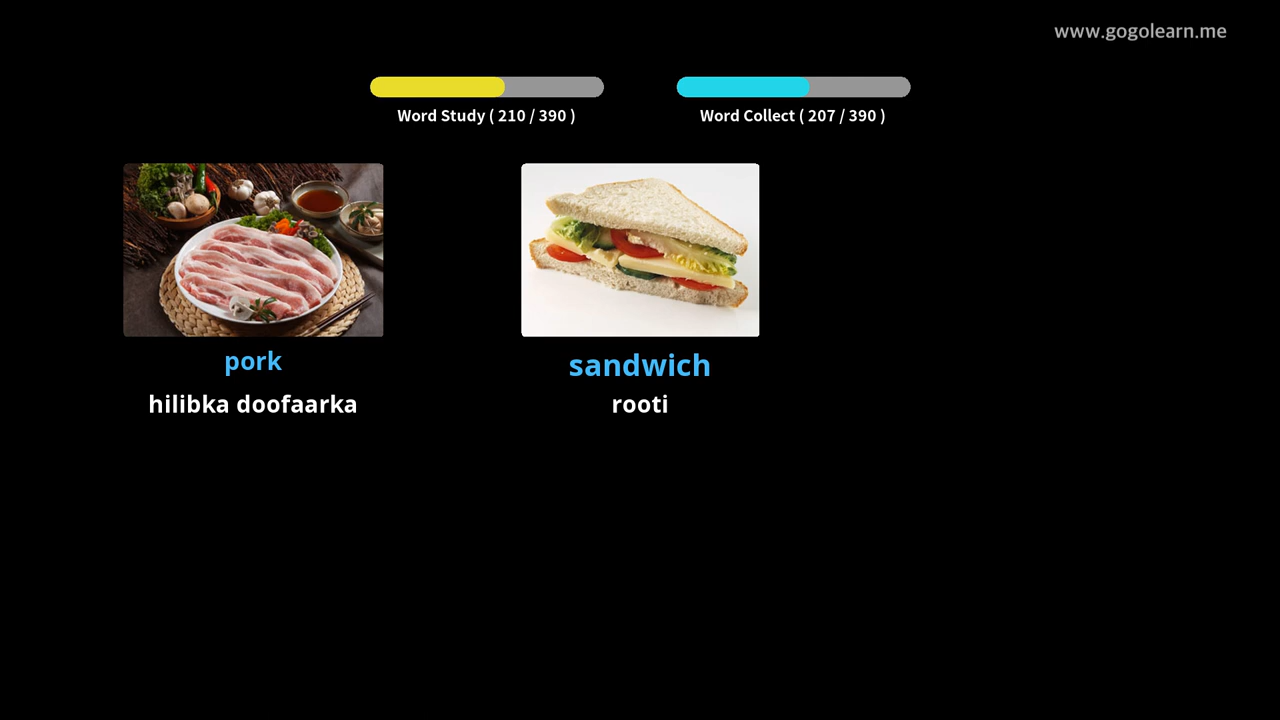 www.gogolearn.me
Word Study ( 210 / 390 )
Word Collect ( 207 / 390 )
pork
sandwich
hilibka doofaarka
rooti